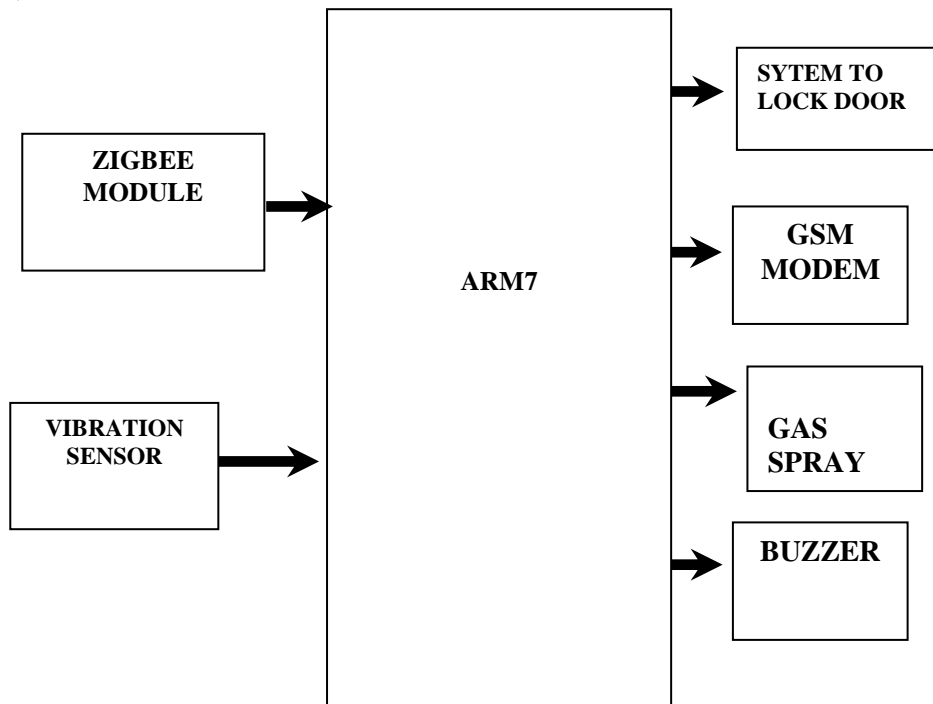 ZIGBEE
MODULE
VIBRATION
SENSOR
ARM7
SYTEM TO
LOCK DOOR
GSM
MODEM
GAS
SPRAY
BUZZER